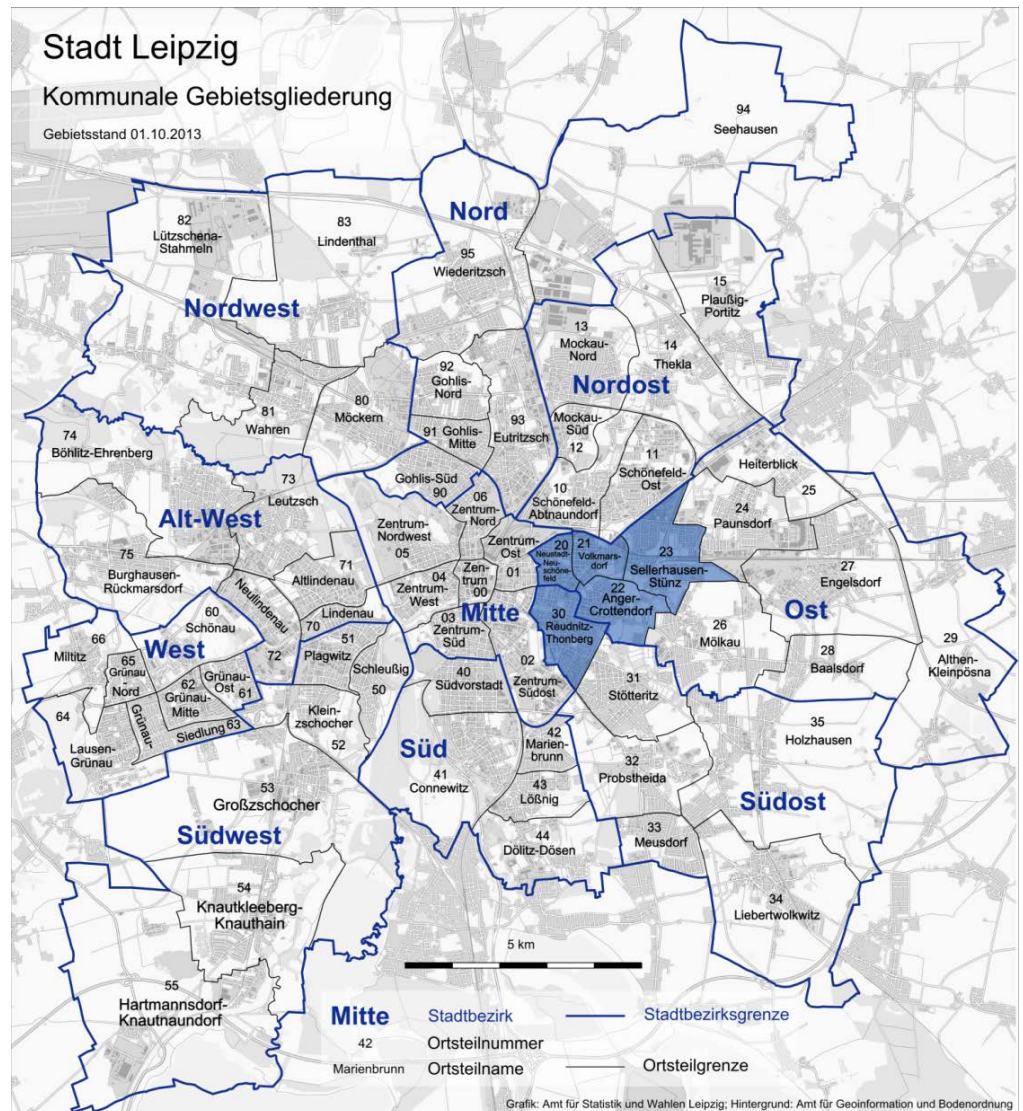 Stadt Leipzig
Kommunale Gebietsgliederung
Gebietsstand 01.10.2013
94
Seehausen
Nord
82
Lützschena-
Stahmeln
83
Lindenthal
95
Wiederitzsch
15
Plaußig-
Portitz
Nordwest
13
Mockau-
Nord
14
Thekla
Nordost
92
Gohlis-
Nord
80
Möckern
93
Eutritzsch
81
Wahren
91 Gohlis-
Mitte
Mockau-
Süd
12
11
Schönefeld-
Ost
74
Böhlitz-Ehrenberg
73
Leutzsch
Gohlis-Süd
90
06
Zentrum-
Nord
10
Schönefeld-
Abtnaundorf
Heiterblick
25
24
Paunsdorf
Alt-West
Zentrum-
Nordwest
05
Zentrum-
Ost
01
20
Neustadt-
Neu-
schöne-
feld
21
Volkmars-
dorf
23
Sellerhausen-
Stünz
75
Burghausen-
Rückmarsdorf
71
Altlindenau
Neulindenau
04
Zentrum-
West
Zen-
trum
00
22
Anger-
Crottendorf
27
Engelsdorf
60
Schönau
Lindenau
70
Mitte
03
Zentrum-
Süd
30
Reudnitz-
Thonberg
Ost
26
Mölkau
66
Miltitz
West
72
51
Plagwitz
Schleußig
50
40
Südvorstadt
02
Zentrum-
Südost
31
Stötteritz
28
Baalsdorf
29
Althen-
Kleinpösna
65
Grünau-
Nord
62
Grünau-
Mitte
Grünau-
Ost
61
64
Lausen-
Grünau
Grünau-
Siedlung 63
Klein-
zschocher
52
Süd
41
Connewitz
42
Marien-
brunn
35
Holzhausen
32
Probstheida
53
Großzschocher
43
Lößnig
Südost
Südwest
44
Dölitz-Dösen
33
Meusdorf
54
Knautkleeberg-
Knauthain
34
Liebertwolkwitz
5 km
55
Hartmannsdorf-
Knautnaundorf
Mitte Stadtbezirk Stadtbezirksgrenze
42 Ortsteilnummer
Marienbrunn Ortsteilname Ortsteilgrenze
Grafik: Amt für Statistik und Wahlen Leipzig; Hintergrund: Amt für Geoinformation und Bodenordnung